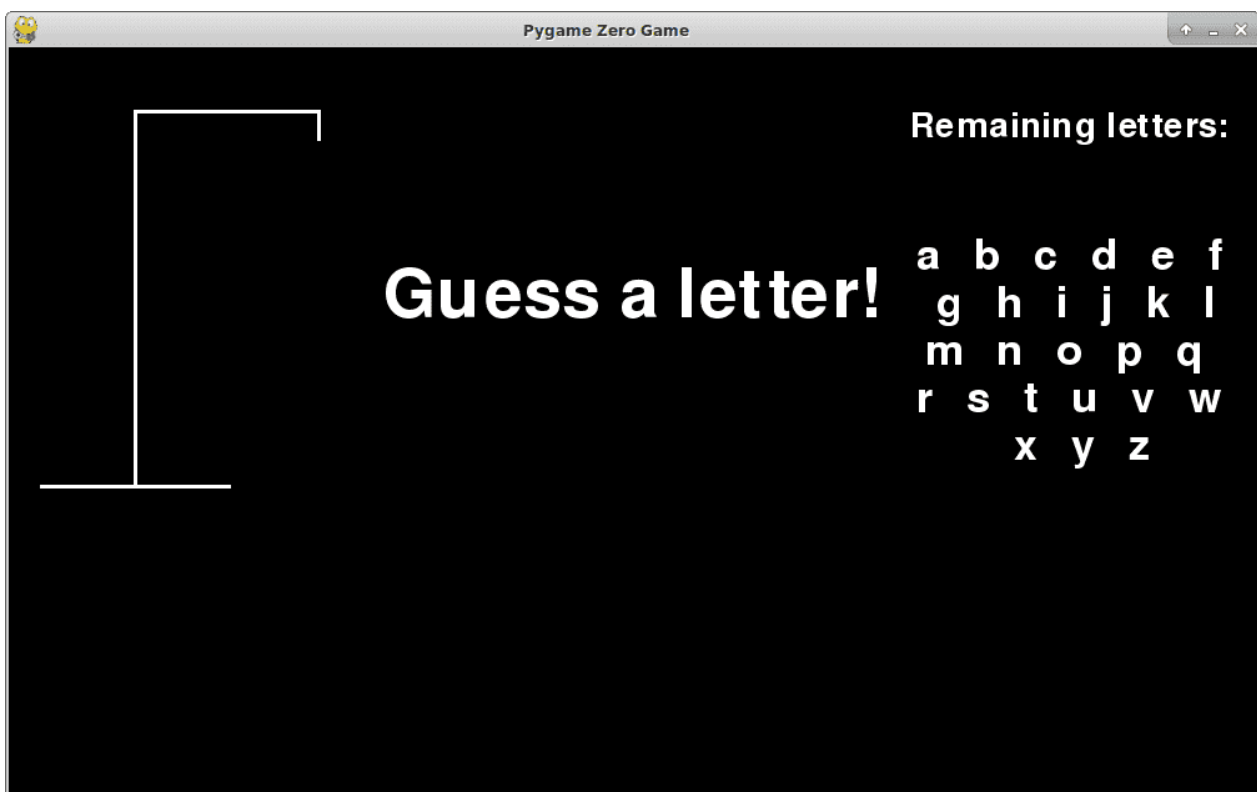 Pygame Zero Game
Remaining letters:
Guess a letter!
a b c d e f
g h i j k l
m n o p q
r s t u v w
x y z